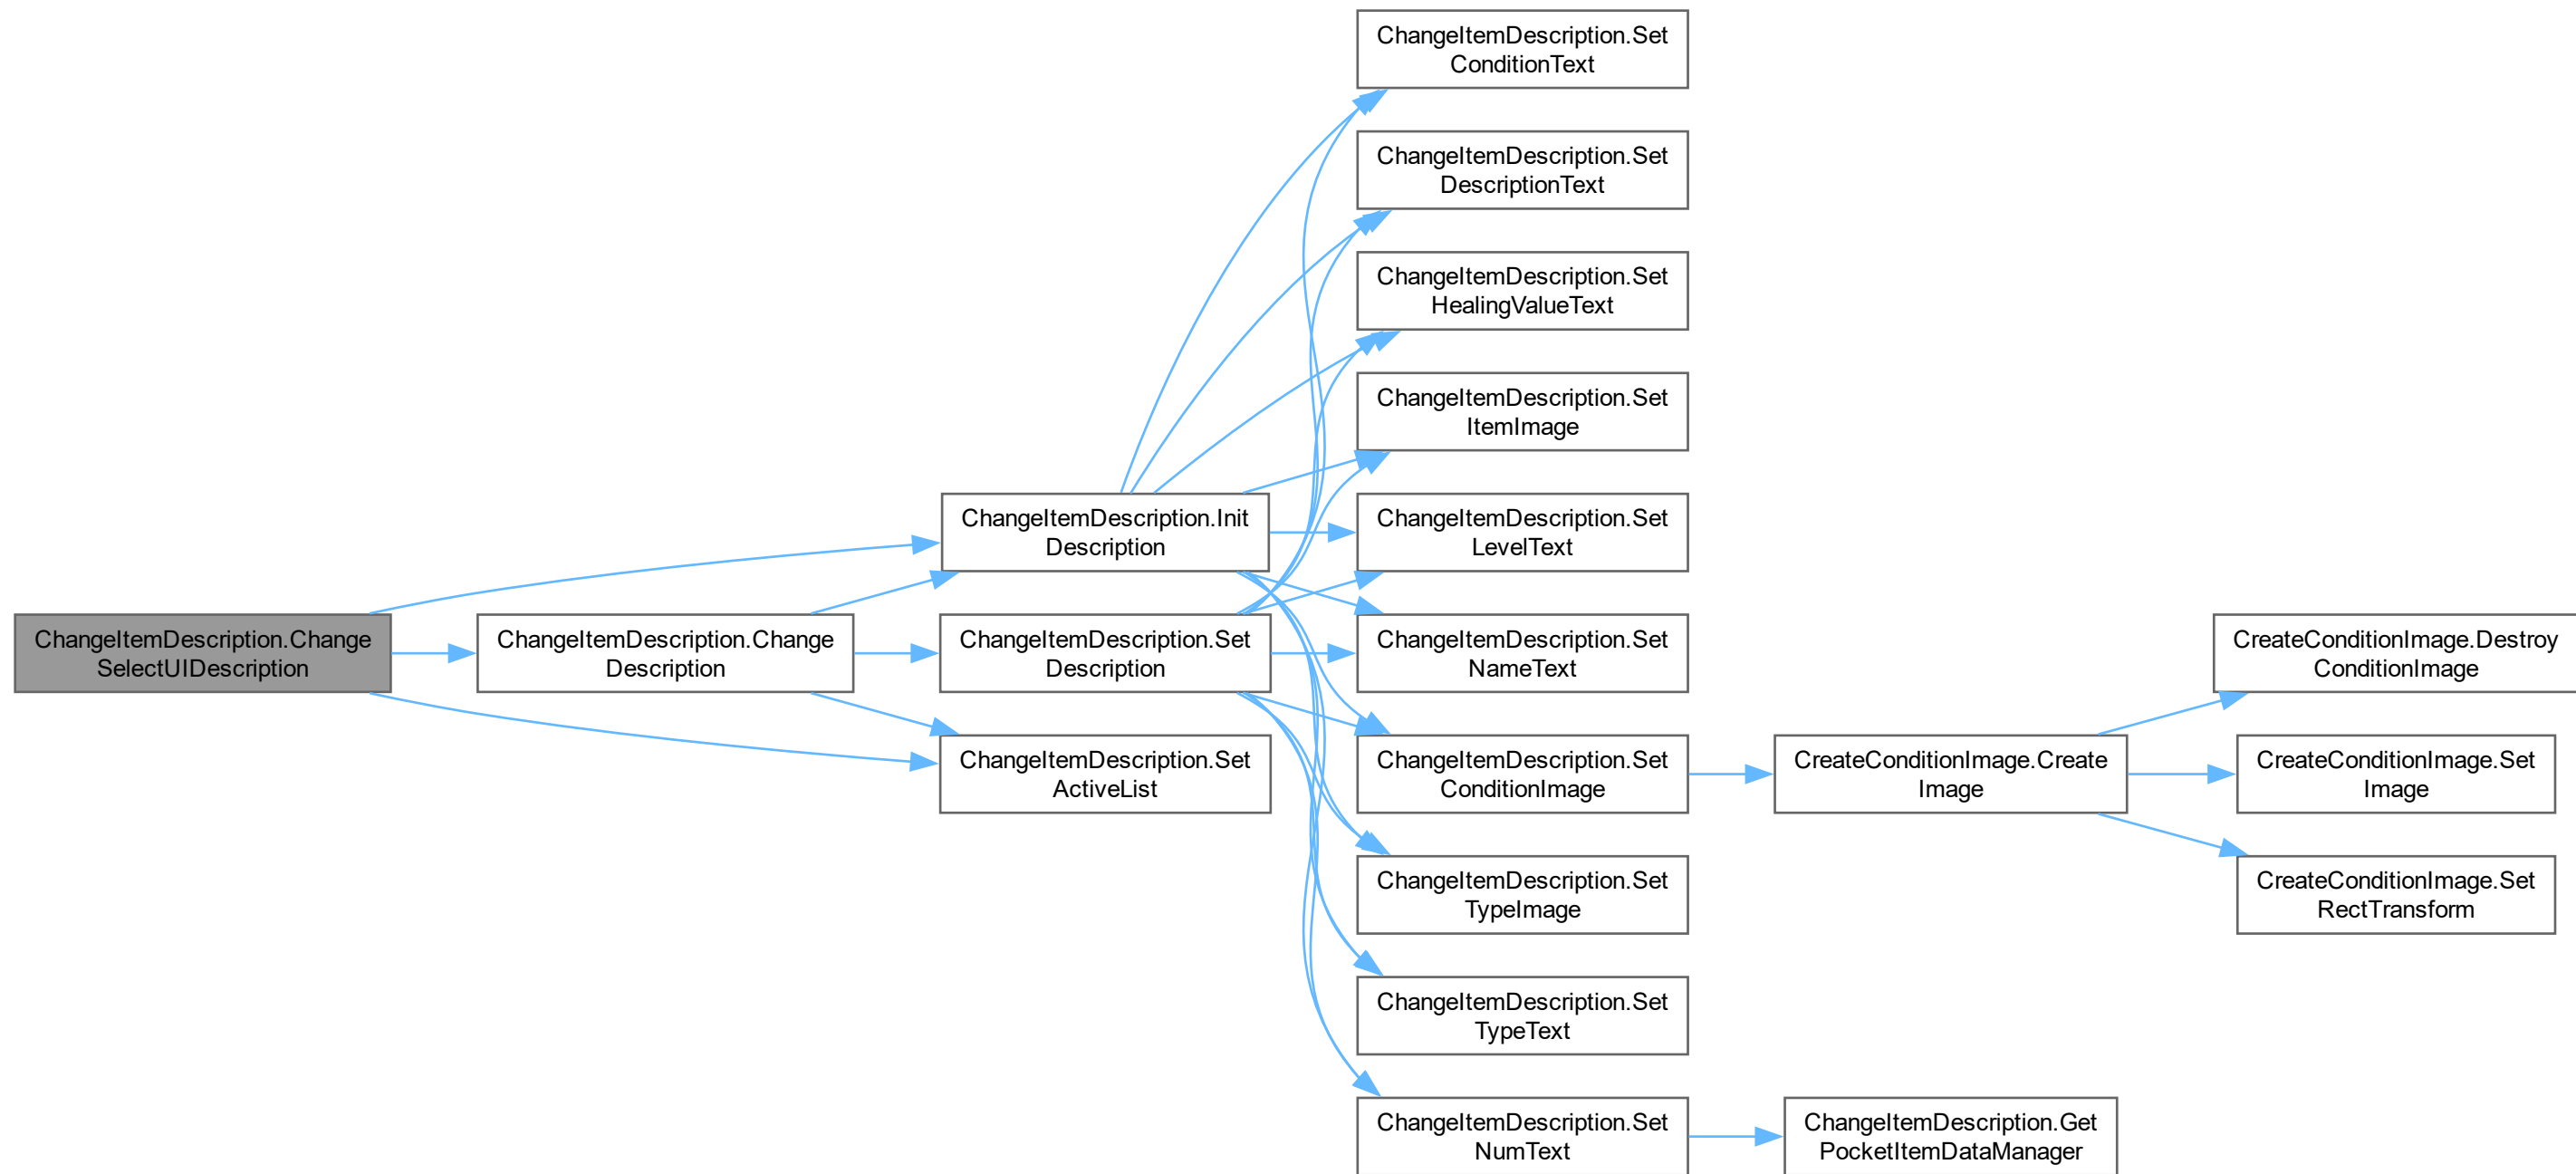 ChangeItemDescription.Set
ConditionText
ChangeItemDescription.Set
DescriptionText
ChangeItemDescription.Set
HealingValueText
ChangeItemDescription.Set
ItemImage
ChangeItemDescription.Init
Description
ChangeItemDescription.Set
LevelText
ChangeItemDescription.Change
SelectUIDescription
ChangeItemDescription.Change
Description
ChangeItemDescription.Set
Description
ChangeItemDescription.Set
NameText
CreateConditionImage.Destroy
ConditionImage
ChangeItemDescription.Set
ActiveList
ChangeItemDescription.Set
ConditionImage
CreateConditionImage.Create
Image
CreateConditionImage.Set
Image
ChangeItemDescription.Set
TypeImage
CreateConditionImage.Set
RectTransform
ChangeItemDescription.Set
TypeText
ChangeItemDescription.Set
NumText
ChangeItemDescription.Get
PocketItemDataManager